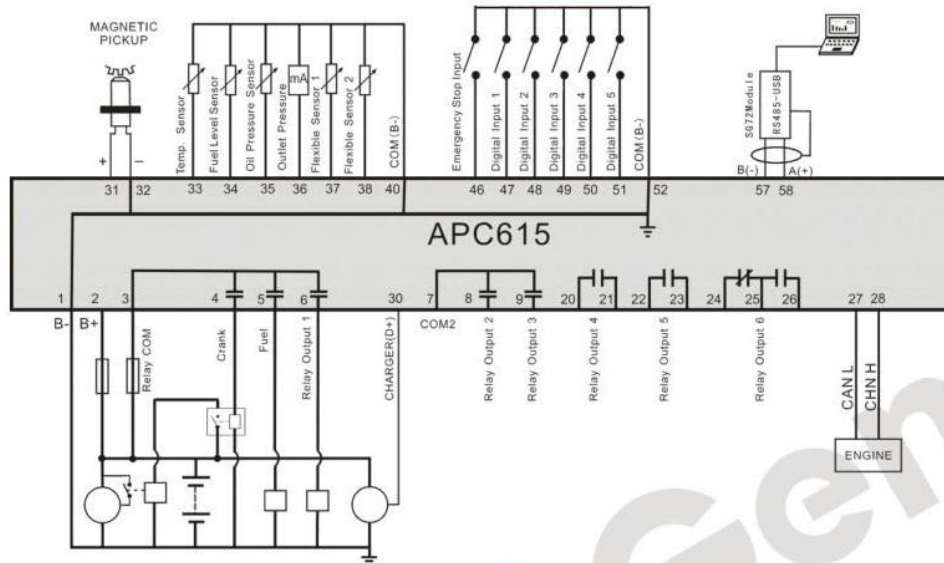 MAGNETIC
PICKUP
+
−
Temp. Sensor
Fuel Level Sensor
Oil Pressure Sensor
Outlet Pressure
mA
Flexible Sensor 1
Flexible Sensor 2
COM(B-)
Emergency Stop Input
Digital Input 1
Digital Input 2
Digital Input 3
Digital Input 4
Digital Input 5
COM(B-)
SG72Module
RS485-USB
B(-)
A(+)
31 32 33 34 35 36 37 38 40 46 47 48 49 50 51 52 57 58
APC615
1 2 3 4 5 6 30 7 8 9 20 21 22 23 24 25 26 27 28
B-
B+
Relay COM
Crank
Fuel
Relay Output 1
CHARGER(D+)
COM2
Relay Output 2
Relay Output 3
Relay Output 4
Relay Output 5
Relay Output 6
CAN L
CHN H
ENGINE
Gen